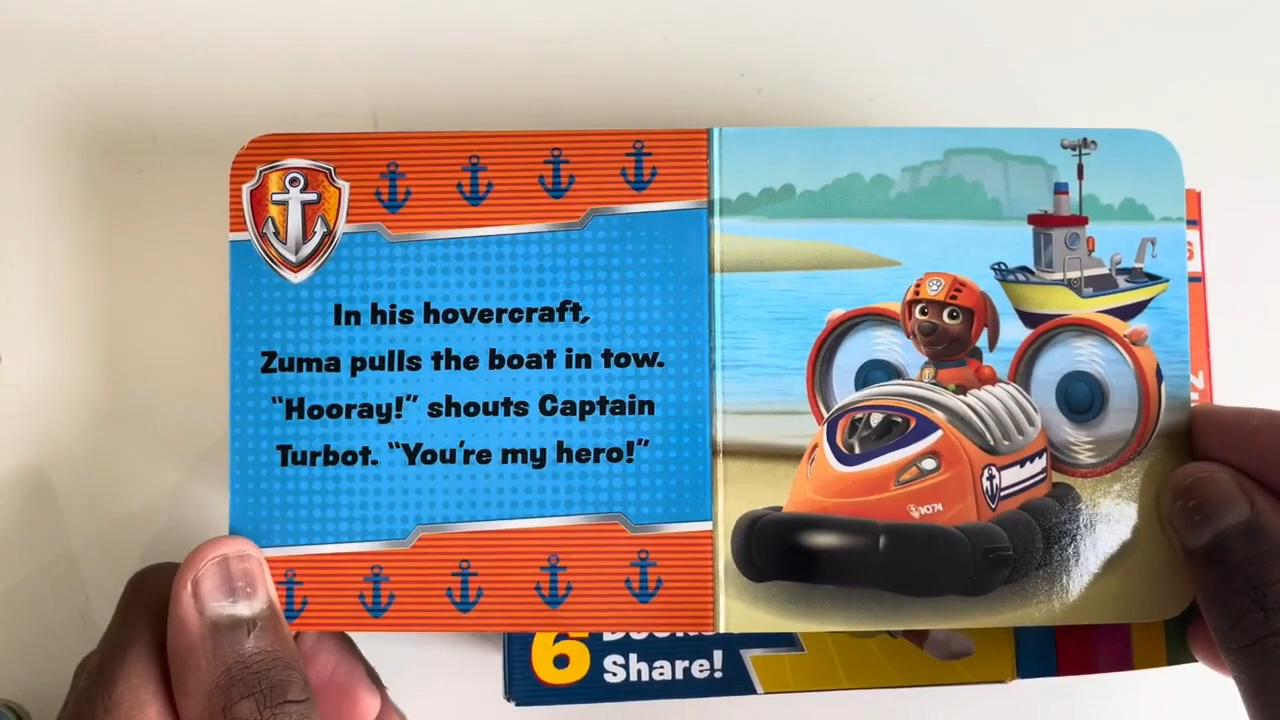 In his hovercraft,
Zuma pulls the boat in tow.
“Hooray!” shouts Captain
Turbot. “You’re my hero!”
1074
6
Share!